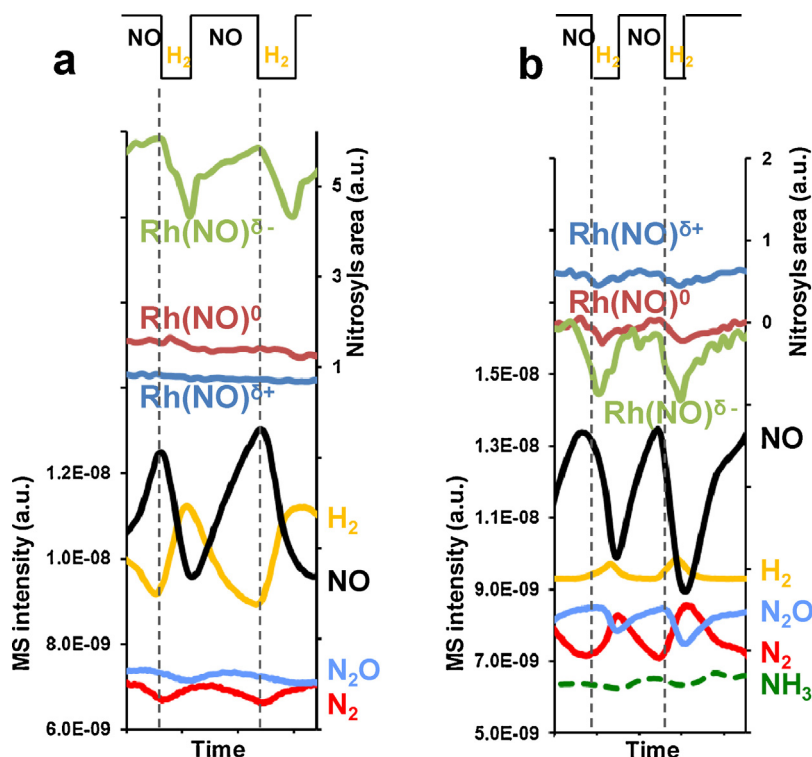 NO H₂ NO H₂
a
5
Rh(NO)ᵟ⁻
3
Rh(NO)⁰
1
Rh(NO)ᵟ⁺
Nitrosyls area (a.u.)
1.2E-08
1.0E-08
8.0E-09
6.0E-09
MS intensity (a.u.)
H₂
NO
N₂O
N₂
Time
NO H₂ NO H₂
b
2
Rh(NO)ᵟ⁺
1
Rh(NO)⁰
0
Rh(NO)ᵟ⁻
Nitrosyls area (a.u.)
1.5E-08
1.3E-08
1.1E-08
9.0E-09
7.0E-09
5.0E-09
MS intensity (a.u.)
NO
H₂
N₂O
N₂
NH₃
Time